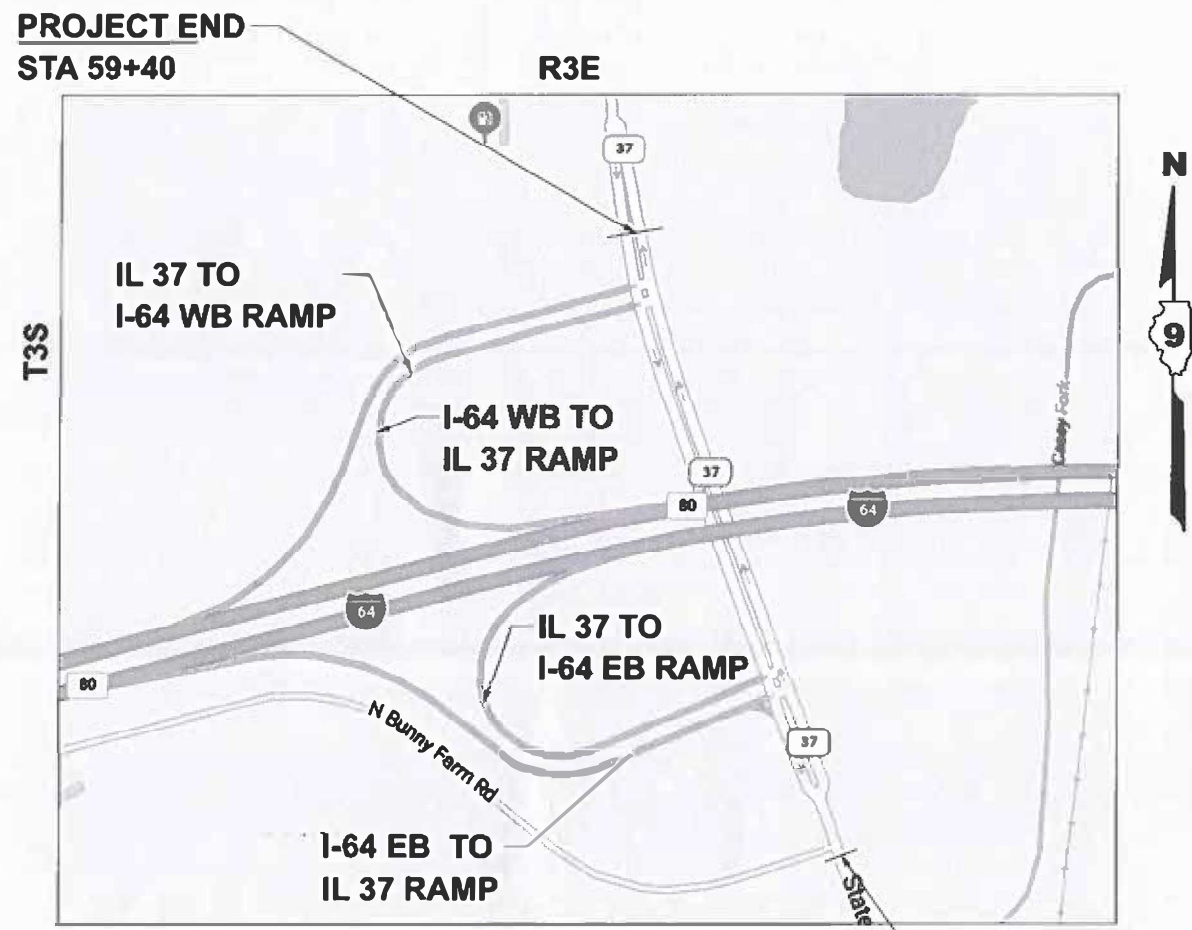 PROJECT END
STA 59+40
R3E
37
N
IL 37 TO
I-64 WB RAMP
T3S
9
I-64 WB TO
IL 37 RAMP
Casey Fork
37
80
64
64
IL 37 TO
I-64 EB RAMP
80
N Bunny Farm Rd
37
I-64 EB TO
IL 37 RAMP
State